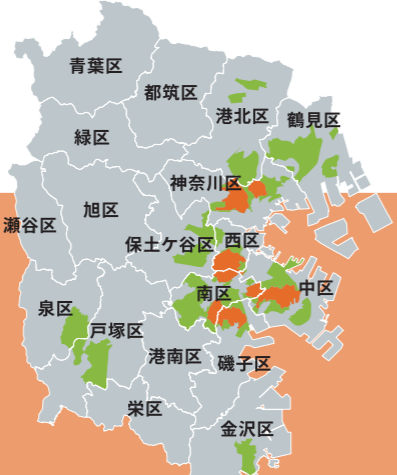 青葉区
都筑区
港北区
鶴見区
緑区
神奈川区
旭区
瀬谷区
保土ケ谷区
西区
泉区
南区
中区
戸塚区
港南区
磯子区
栄区
金沢区